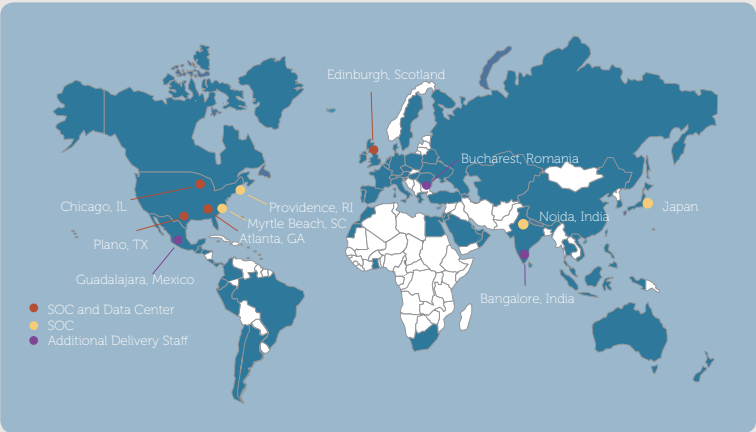 Edinburgh, Scotland
Bucharest, Romania
Chicago, IL
Providence, RI
Japan
Noida, India
Myrtle Beach, SC
Plano, TX
Atlanta, GA
Guadalajara, Mexico
Bangalore, India
SOC and Data Center
SOC
Additional Delivery Staff